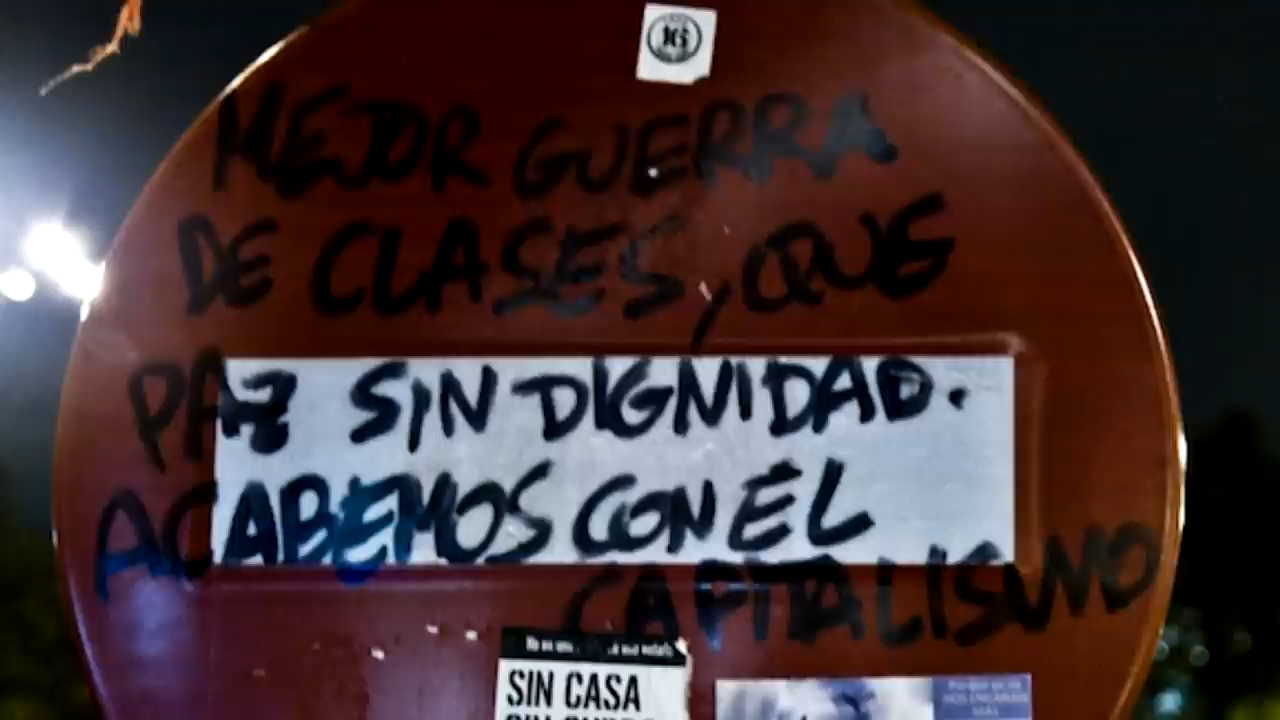 MEJOR GUERRA
DE CLASES, QUE
PAZ SIN DIGNIDAD.
ACABEMOS CON EL
CAPITALISMO
SIN CASA